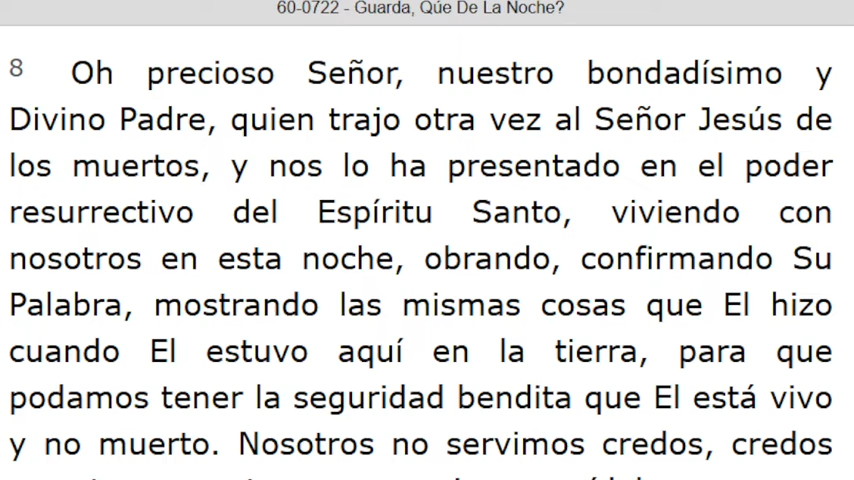 60-0722 - Guarda, Qúe De La Noche?
8 Oh precioso Señor, nuestro bondadísimo y
Divino Padre, quien trajo otra vez al Señor Jesús de
los muertos, y nos lo ha presentado en el poder
resurrectivo del Espíritu Santo, viviendo con
nosotros en esta noche, obrando, confirmando Su
Palabra, mostrando las mismas cosas que El hizo
cuando El estuvo aquí en la tierra, para que
podamos tener la seguridad bendita que El está vivo
y no muerto. Nosotros no servimos credos, credos